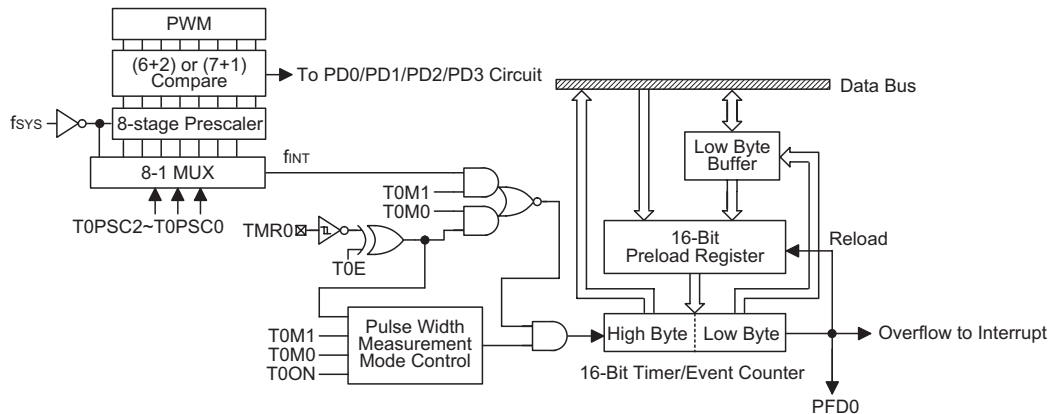 PWM
(6+2) or (7+1)
Compare
To PD0/PD1/PD2/PD3 Circuit
Data Bus
fSYS
8-stage Prescaler
Low Byte
Buffer
8-1 MUX
fINT
T0M1
T0M0
T0PSC2~T0PSC0
TMR0
T0E
16-Bit
Preload Register
Reload
Pulse Width
Measurement
Mode Control
T0M1
T0M0
T0ON
High Byte
Low Byte
Overflow to Interrupt
16-Bit Timer/Event Counter
PFD0